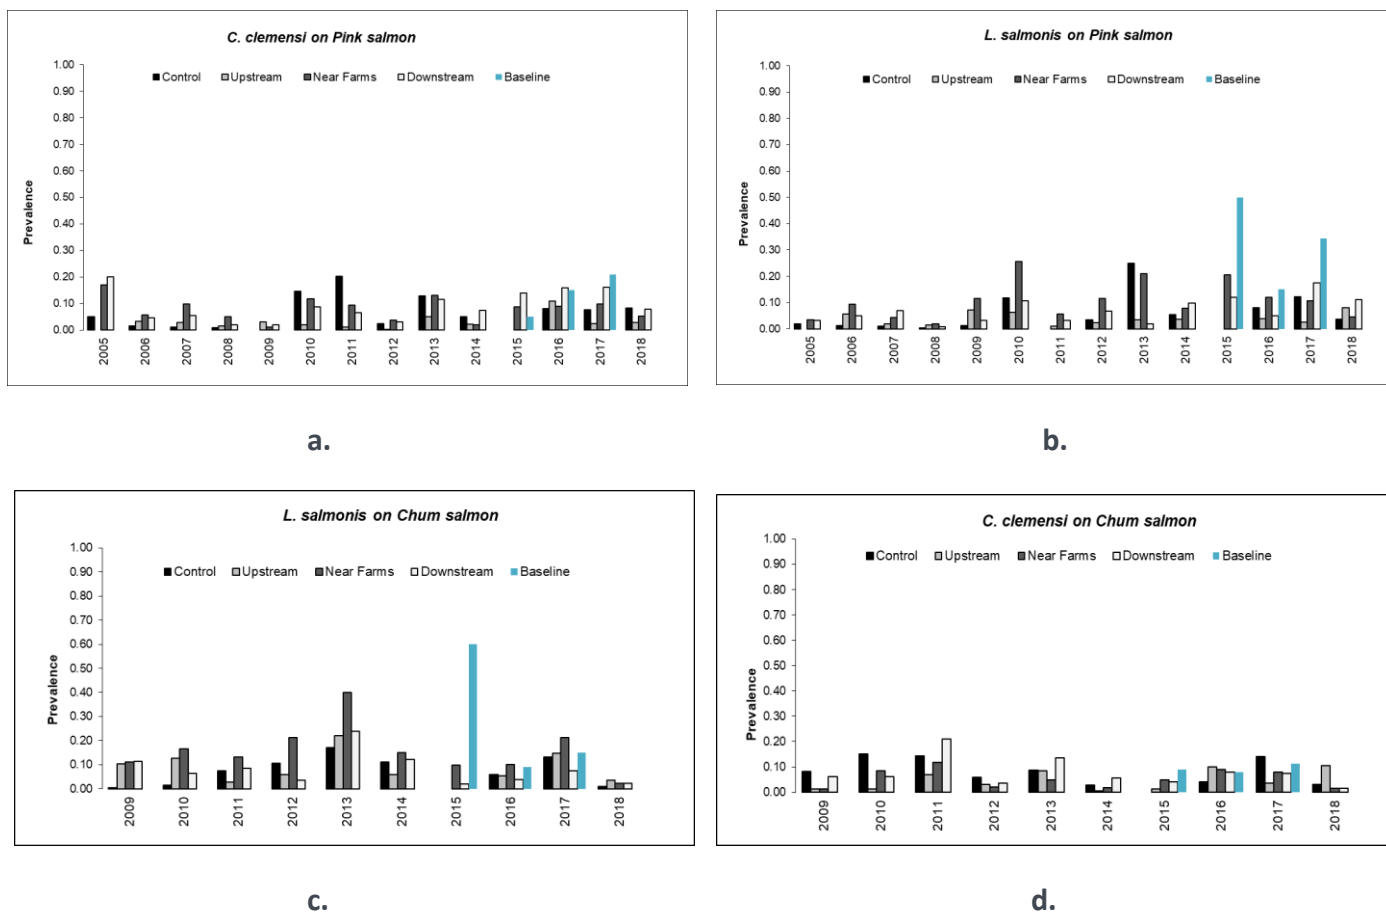 C. clemensi on Pink salmon
1.00
0.90
0.80
0.70
0.60
0.50
0.40
0.30
0.20
0.10
0.00
Prevalence
Control Upstream Near Farms Downstream Baseline
2005 2006 2007 2008 2009 2010 2011 2012 2013 2014 2015 2016 2017 2018
a.
L. salmonis on Pink salmon
1.00
0.90
0.80
0.70
0.60
0.50
0.40
0.30
0.20
0.10
0.00
Prevalence
Control Upstream Near Farms Downstream Baseline
2005 2006 2007 2008 2009 2010 2011 2012 2013 2014 2015 2016 2017 2018
b.
L. salmonis on Chum salmon
1.00
0.90
0.80
0.70
0.60
0.50
0.40
0.30
0.20
0.10
0.00
Prevalence
Control Upstream Near Farms Downstream Baseline
2009 2010 2011 2012 2013 2014 2015 2016 2017 2018
c.
C. clemensi on Chum salmon
1.00
0.90
0.80
0.70
0.60
0.50
0.40
0.30
0.20
0.10
0.00
Prevalence
Control Upstream Near Farms Downstream Baseline
2009 2010 2011 2012 2013 2014 2015 2016 2017 2018
d.